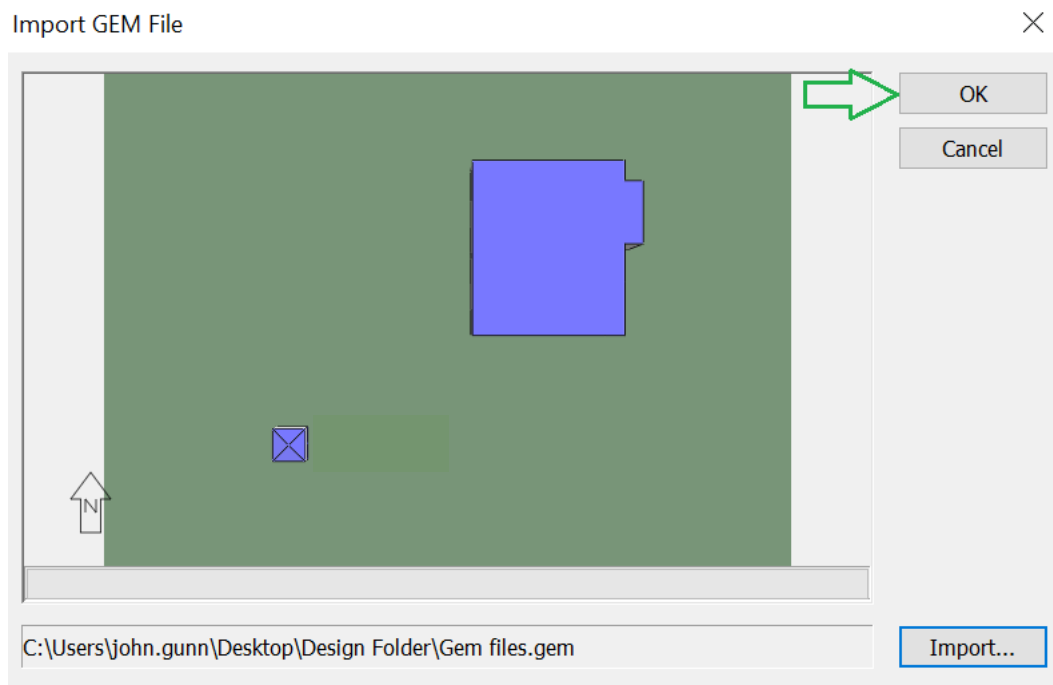 Import GEM File
OK
Cancel
N
C:\Users\john.gunn\Desktop\Design Folder\Gem files.gem
Import...